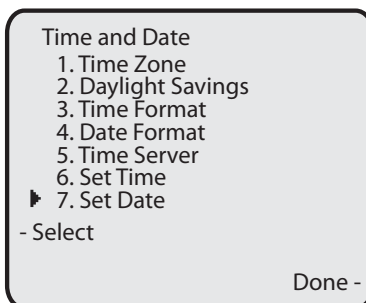 Time and Date
1. Time Zone
2. Daylight Savings
3. Time Format
4. Date Format
5. Time Server
6. Set Time
7. Set Date
- Select
Done -